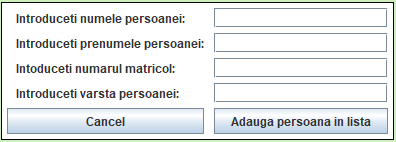 Introduceti numele persoanei:
Introduceti prenumele persoanei:
Intoduceti numarul matricol:
Introduceti varsta persoanei:
Cancel
Adauga persoana in lista